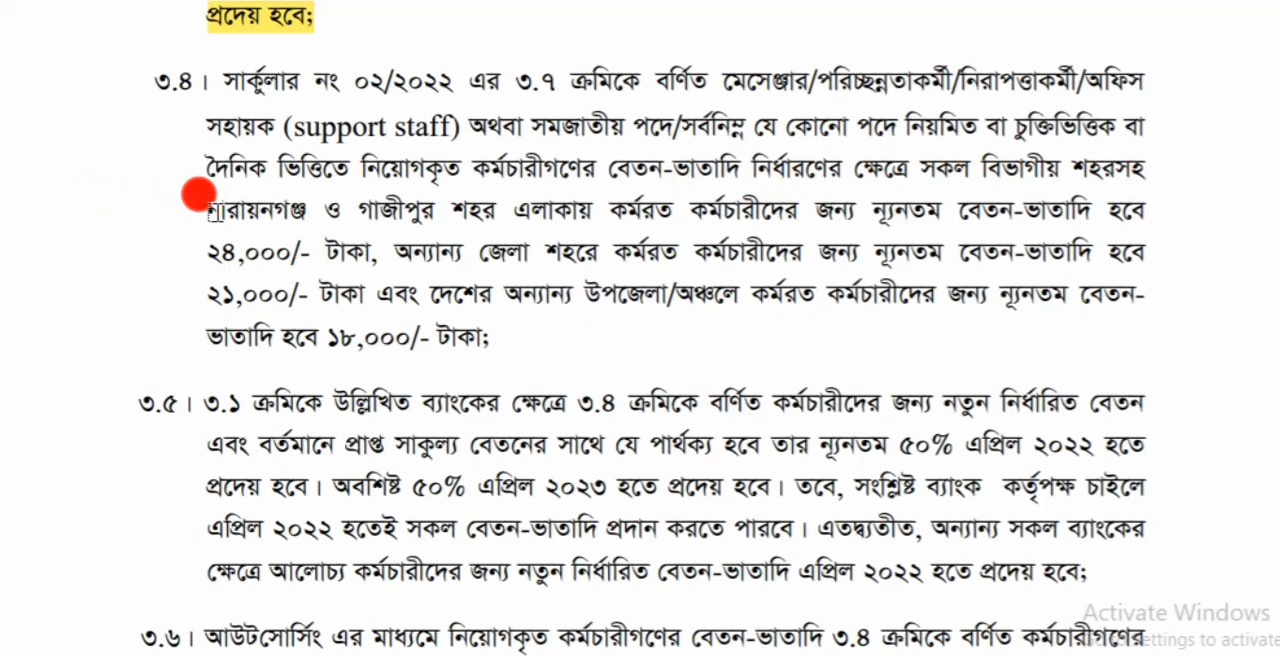 প্রদেয় হবে;
৩.৪। সার্কুলার নং ০২/২০২২ এর ৩.৭ ক্রমিকে বর্ণিত মেসেঞ্জার/পরিচ্ছন্নতাকর্মী/নিরাপত্তাকর্মী/অফিস
সহায়ক (support staff) অথবা সমজাতীয় পদে/সর্বনিম্ন যে কোনো পদে নিয়মিত বা চুক্তিভিত্তিক বা
দৈনিক ভিত্তিতে নিয়োগকৃত কর্মচারীগণের বেতন-ভাতাদি নির্ধারণের ক্ষেত্রে সকল বিভাগীয় শহরসহ
নারায়নগঞ্জ ও গাজীপুর শহর এলাকায় কর্মরত কর্মচারীদের জন্য ন্যূনতম বেতন-ভাতাদি হবে
২৪,০০০/- টাকা, অন্যান্য জেলা শহরে কর্মরত কর্মচারীদের জন্য ন্যূনতম বেতন-ভাতাদি হবে
২১,০০০/- টাকা এবং দেশের অন্যান্য উপজেলা/অঞ্চলে কর্মরত কর্মচারীদের জন্য ন্যূনতম বেতন-
ভাতাদি হবে ১৮,০০০/- টাকা;
৩.৫। ৩.১ ক্রমিকে উল্লিখিত ব্যাংকের ক্ষেত্রে ৩.৪ ক্রমিকে বর্ণিত কর্মচারীদের জন্য নতুন নির্ধারিত বেতন
এবং বর্তমানে প্রাপ্ত সাকুল্য বেতনের সাথে যে পার্থক্য হবে তার ন্যূনতম ৫০% এপ্রিল ২০২২ হতে
প্রদেয় হবে। অবশিষ্ট ৫০% এপ্রিল ২০২৩ হতে প্রদেয় হবে। তবে, সংশ্লিষ্ট ব্যাংক কর্তৃপক্ষ চাইলে
এপ্রিল ২০২২ হতেই সকল বেতন-ভাতাদি প্রদান করতে পারবে। এতদ্ব্যতীত, অন্যান্য সকল ব্যাংকের
ক্ষেত্রে আলোচ্য কর্মচারীদের জন্য নতুন নির্ধারিত বেতন-ভাতাদি এপ্রিল ২০২২ হতে প্রদেয় হবে;
Activate Windows
৩.৬। আউটসোর্সিং এর মাধ্যমে নিয়োগকৃত কর্মচারীগণের বেতন-ভাতাদি ৩.৪ ক্রমিকে বর্ণিত কর্মচারীগণের
ettings to activate